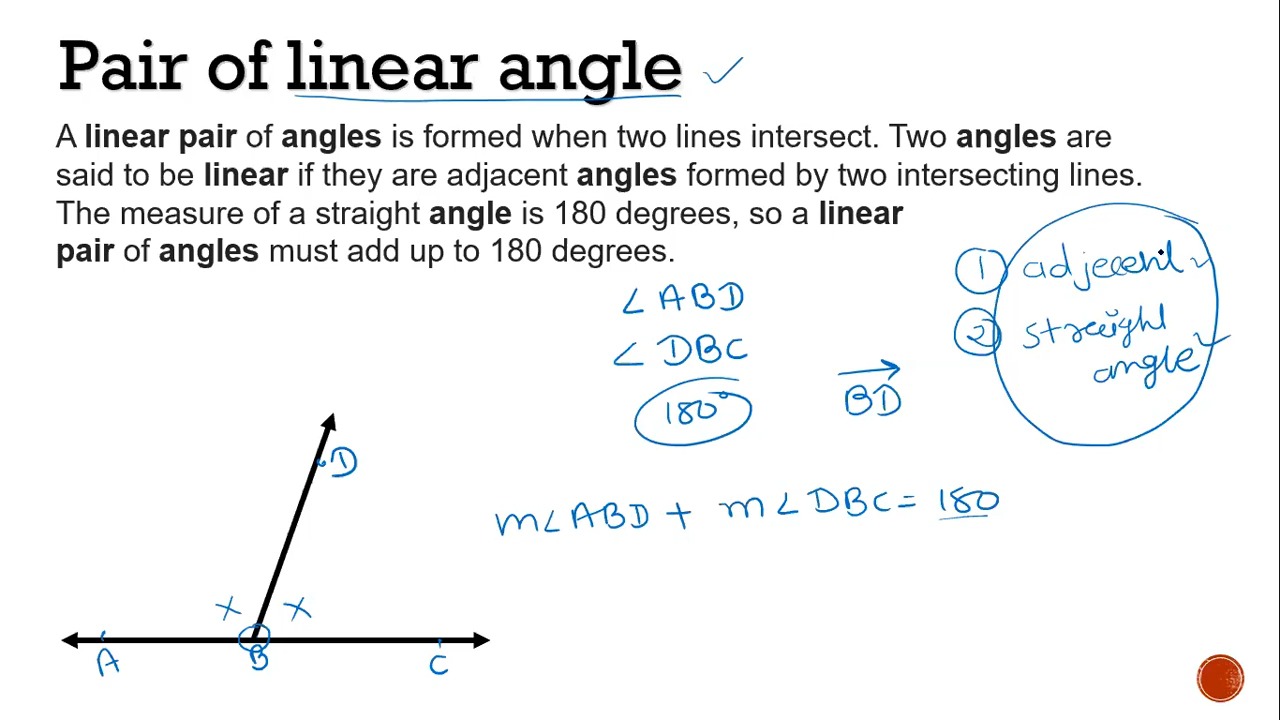 Pair of linear angle
A linear pair of angles is formed when two lines intersect. Two angles are
said to be linear if they are adjacent angles formed by two intersecting lines.
The measure of a straight angle is 180 degrees, so a linear
pair of angles must add up to 180 degrees.
① adjecent
② straight
angle
∠ ABD
∠ DBC
180°
BD
m∠ABD + m∠DBC = 180
D
x x
A B C